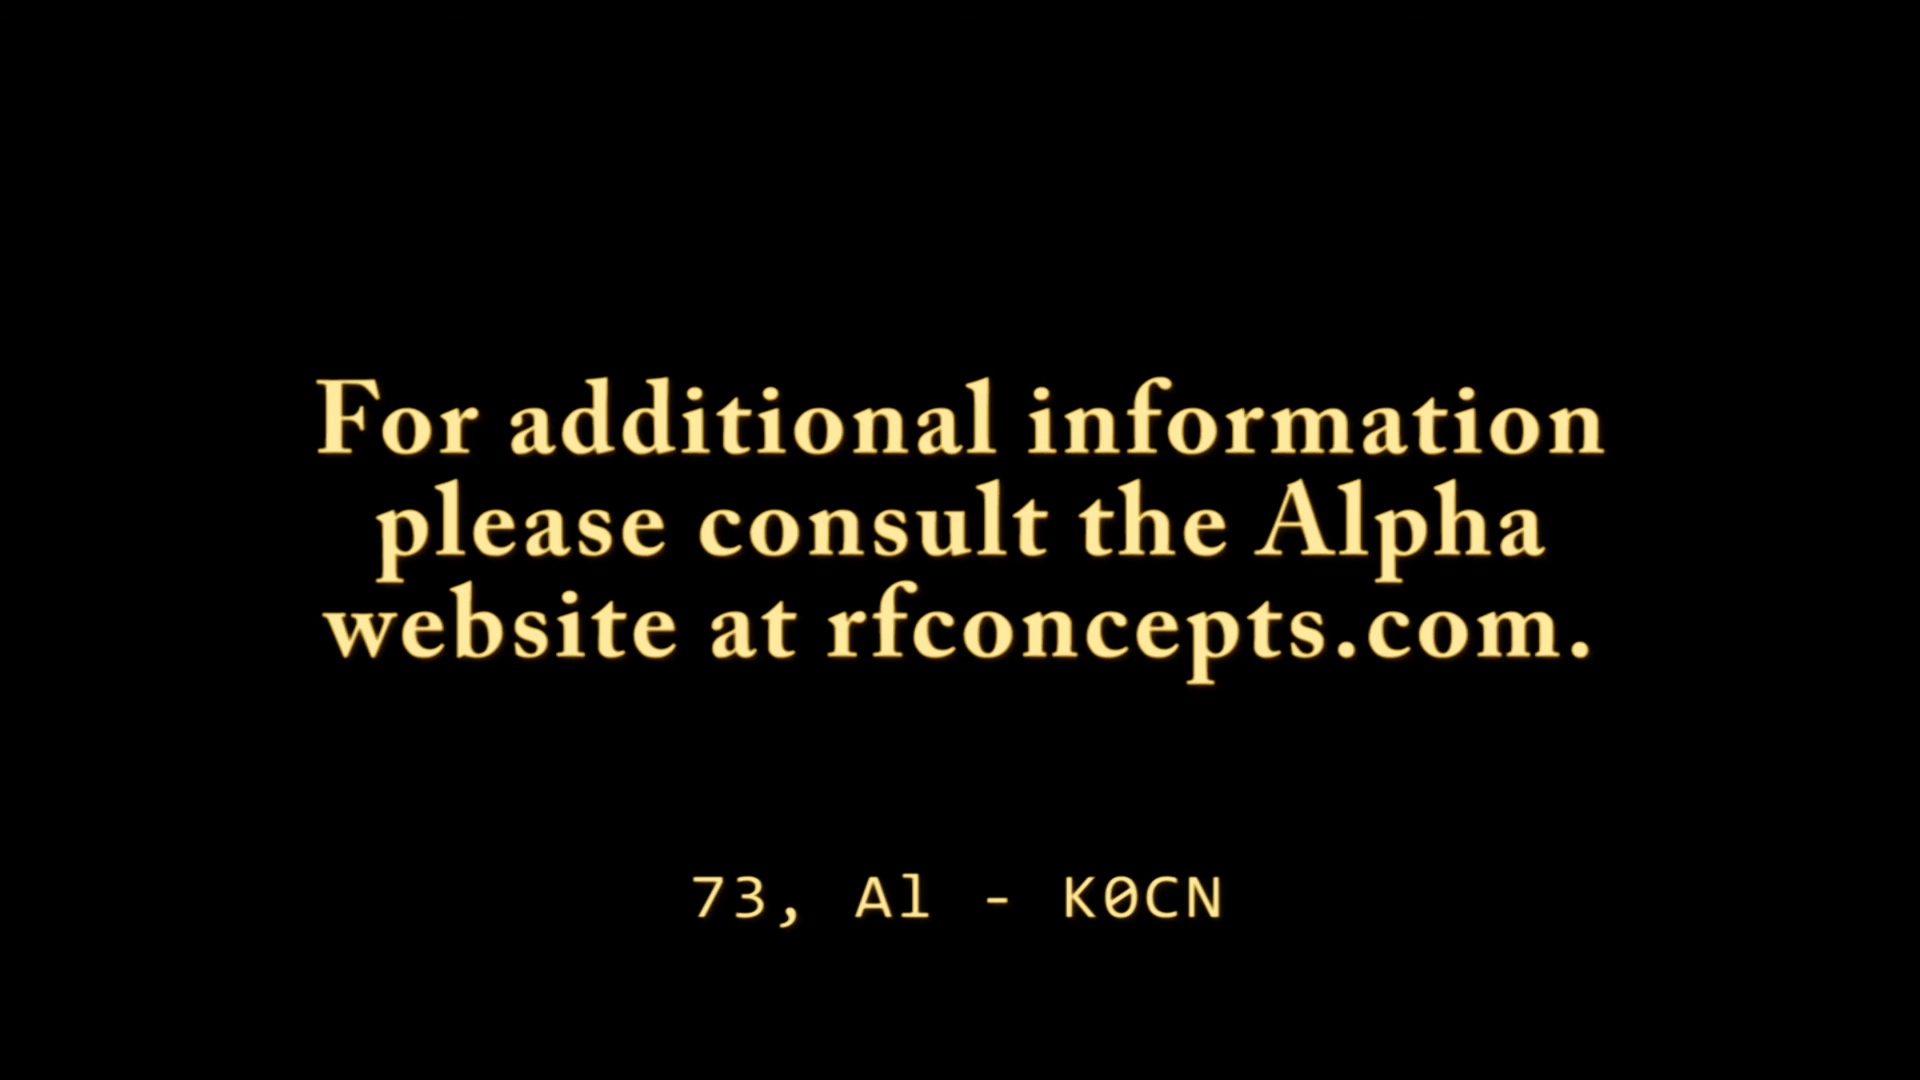 For additional information
please consult the Alpha
website at rfconcepts.com.
73, Al - K0CN